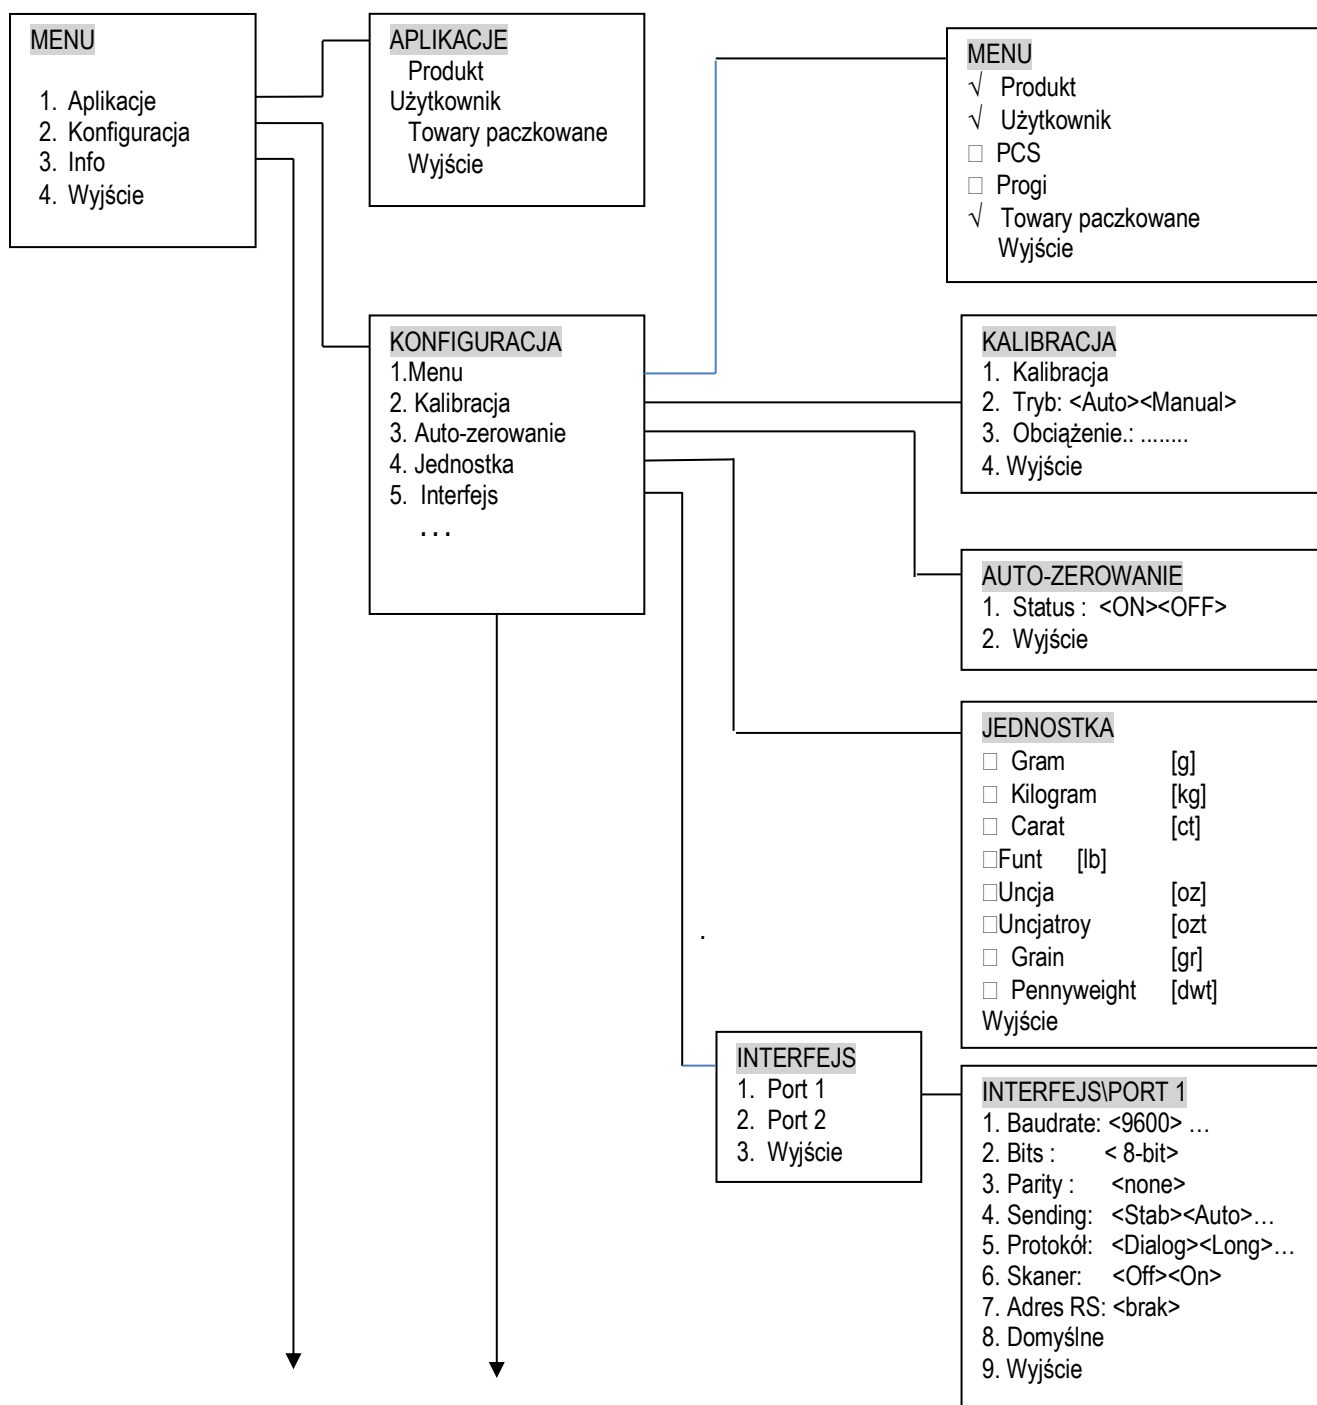 MENU
1. Aplikacje
2. Konfiguracja
3. Info
4. Wyjście
APLIKACJE
Produkt
Użytkownik
Towary paczkowane
Wyjście
MENU
√ Produkt
√ Użytkownik
□ PCS
□ Progi
√ Towary paczkowane
Wyjście
KONFIGURACJA
1.Menu
2. Kalibracja
3. Auto-zerowanie
4. Jednostka
5. Interfejs
. . .
KALIBRACJA
1. Kalibracja
2. Tryb: <Auto><Manual>
3. Obciążenie.: ........
4. Wyjście
AUTO-ZEROWANIE
1. Status : <ON><OFF>
2. Wyjście
JEDNOSTKA
□ Gram [g]
□ Kilogram [kg]
□ Carat [ct]
□Funt [lb]
□Uncja [oz]
□Uncjatroy [ozt
□ Grain [gr]
□ Pennyweight [dwt]
Wyjście
.
INTERFEJS
1. Port 1
2. Port 2
3. Wyjście
INTERFEJS\PORT 1
1. Baudrate: <9600> ...
2. Bits : < 8-bit>
3. Parity : <none>
4. Sending: <Stab><Auto>...
5. Protokół: <Dialog><Long>...
6. Skaner: <Off><On>
7. Adres RS: <brak>
8. Domyślne
9. Wyjście